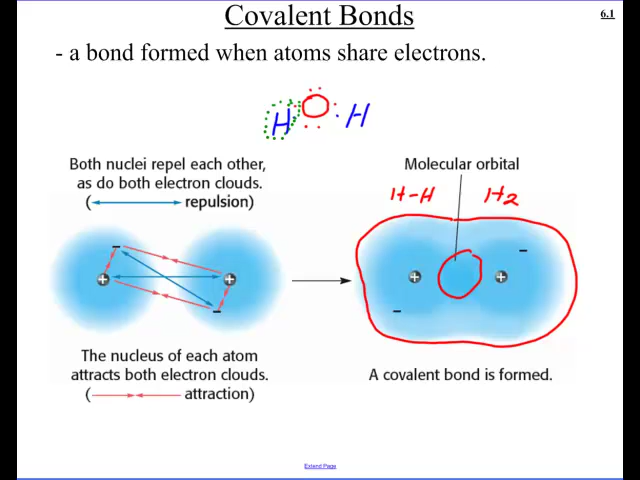 Covalent Bonds
6.1
- a bond formed when atoms share electrons.
H O H
Both nuclei repel each other,
as do both electron clouds.
( repulsion)
Molecular orbital
H-H H2
+ - + -
+ - + -
The nucleus of each atom
attracts both electron clouds.
( attraction)
A covalent bond is formed.
Extend Page